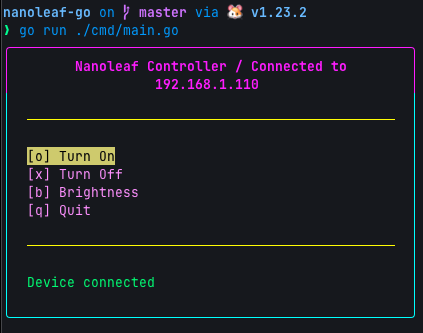 nanoleaf-go on master via 🐹 v1.23.2
❱ go run ./cmd/main.go
Nanoleaf Controller / Connected to
192.168.1.110
[o] Turn On
[x] Turn Off
[b] Brightness
[q] Quit
Device connected